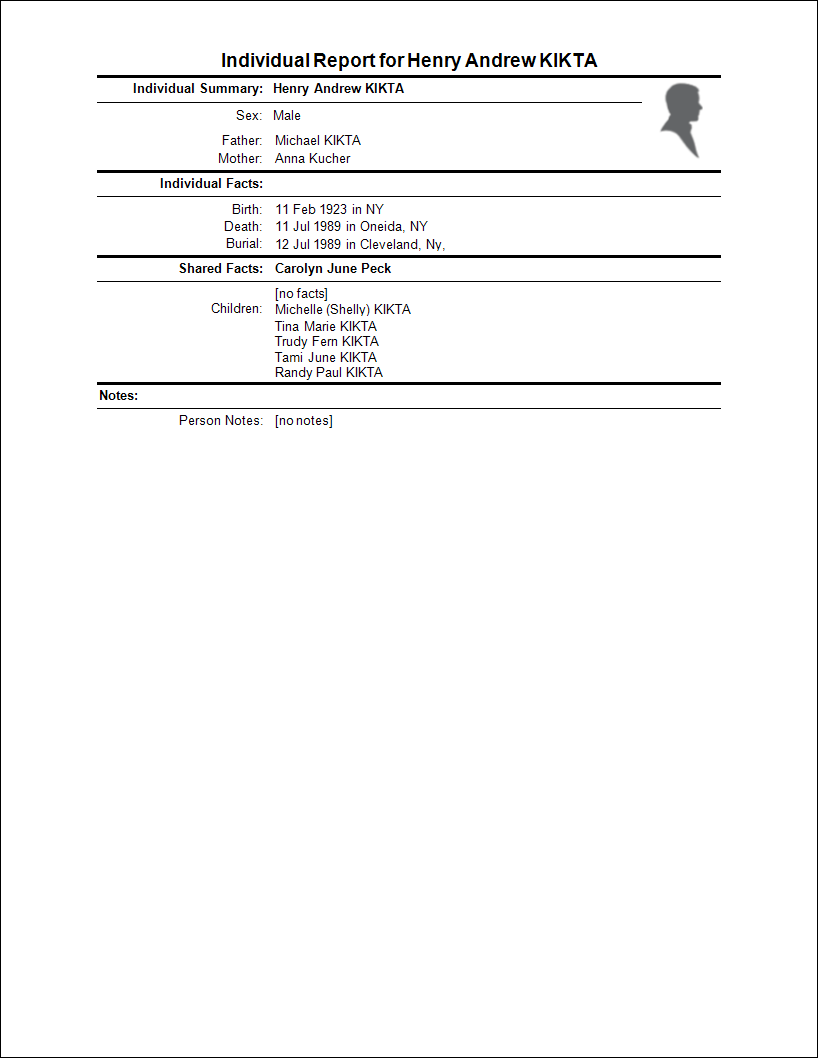 Individual Report for Henry Andrew KIKTA
Individual Summary: Henry Andrew KIKTA
Sex: Male
Father: Michael KIKTA
Mother: Anna Kucher
Individual Facts:
Birth: 11 Feb 1923 in NY
Death: 11 Jul 1989 in Oneida, NY
Burial: 12 Jul 1989 in Cleveland, Ny,
Shared Facts: Carolyn June Peck
[no facts]
Children: Michelle (Shelly) KIKTA
Tina Marie KIKTA
Trudy Fern KIKTA
Tami June KIKTA
Randy Paul KIKTA
Notes:
Person Notes: [no notes]